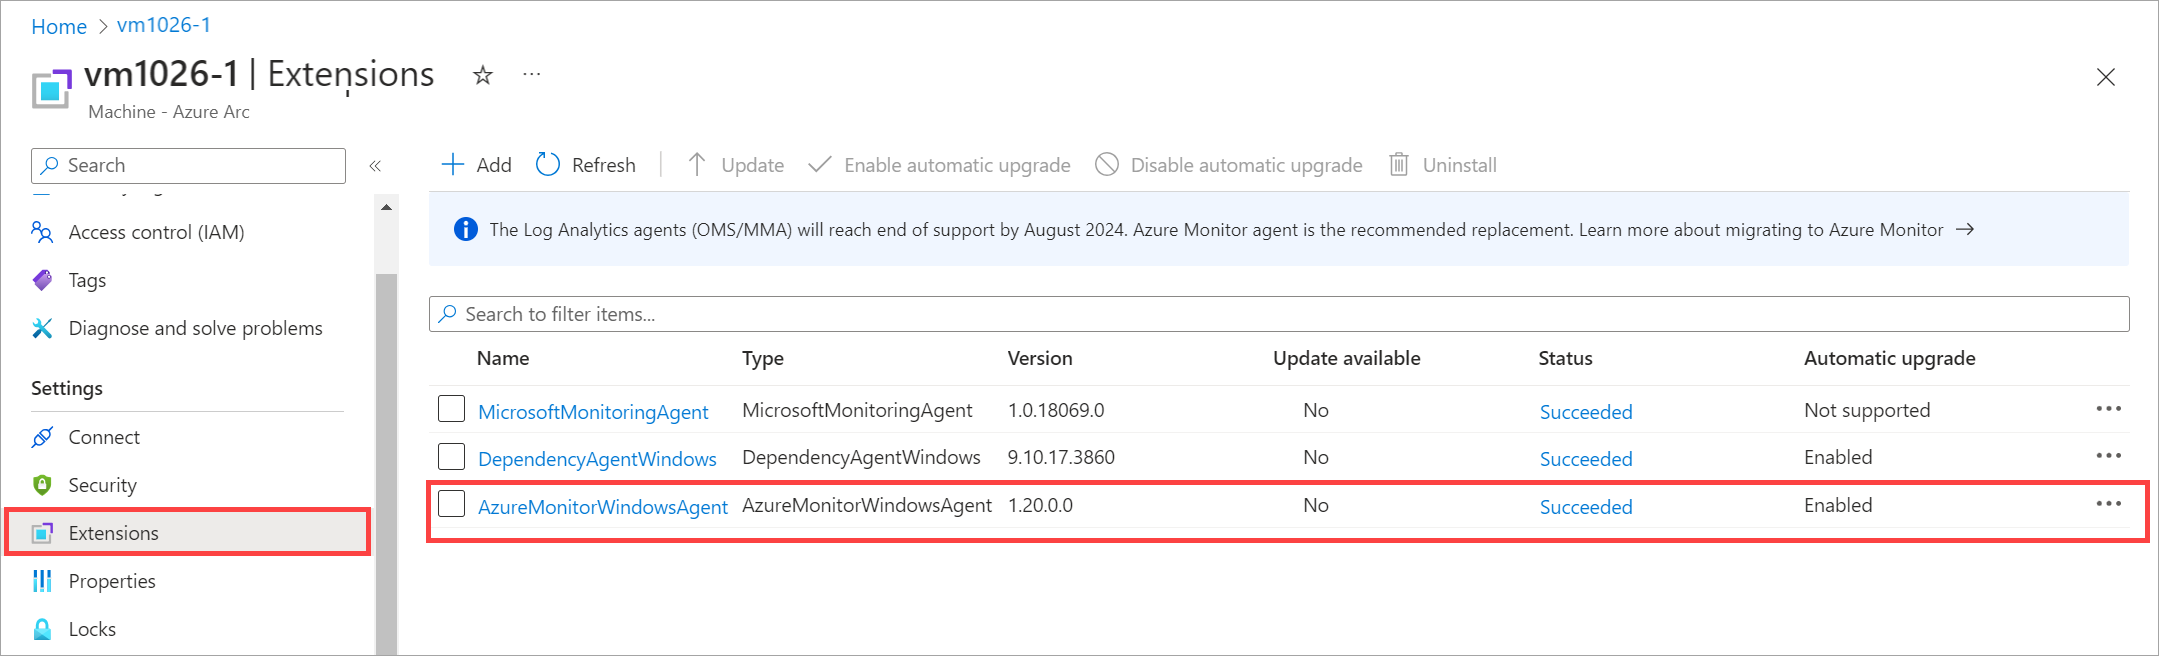 Home > vm1026-1
vm1026-1 | Extensions
Machine - Azure Arc
Search
Access control (IAM)
Tags
Diagnose and solve problems
Settings
Connect
Security
Extensions
Properties
Locks
Add Refresh Update Enable automatic upgrade Disable automatic upgrade Uninstall
The Log Analytics agents (OMS/MMA) will reach end of support by August 2024. Azure Monitor agent is the recommended replacement. Learn more about migrating to Azure Monitor →
Search to filter items...
Name Type Version Update available Status Automatic upgrade
MicrosoftMonitoringAgent MicrosoftMonitoringAgent 1.0.18069.0 No Succeeded Not supported
DependencyAgentWindows DependencyAgentWindows 9.10.17.3860 No Succeeded Enabled
AzureMonitorWindowsAgent AzureMonitorWindowsAgent 1.20.0.0 No Succeeded Enabled